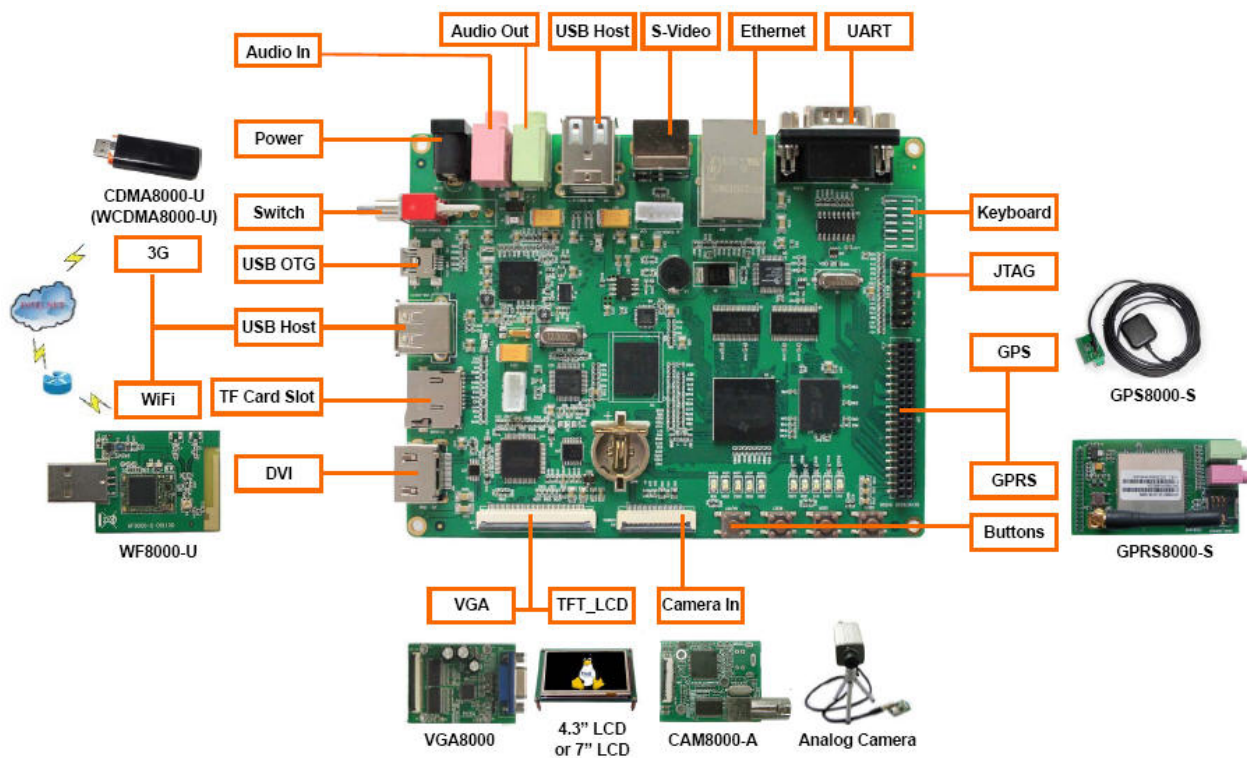 Audio In
Audio Out
USB Host
S-Video
Ethernet
UART
Power
CDMA8000-U
(WCDMA8000-U)
Switch
Keyboard
3G
USB OTG
JTAG
USB Host
GPS
WiFi
TF Card Slot
GPS8000-S
DVI
GPRS
WF8000-U
Buttons
GPRS8000-S
VGA
TFT_LCD
Camera In
VGA8000
4.3” LCD
or 7” LCD
CAM8000-A
Analog Camera